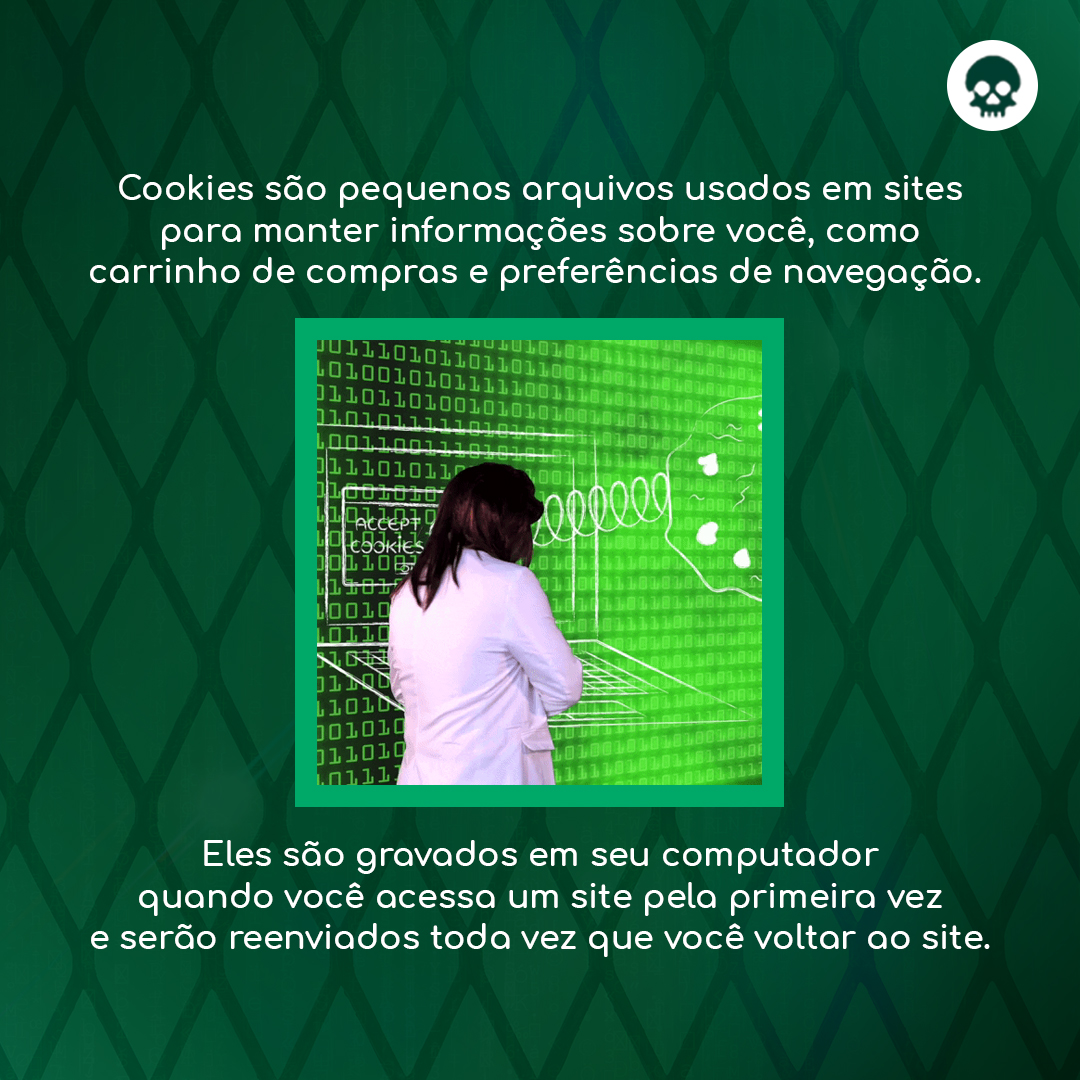 Cookies são pequenos arquivos usados em sites
para manter informações sobre você, como
carrinho de compras e preferências de navegação.
ACCEPT
COOKIES
Eles são gravados em seu computador
quando você acessa um site pela primeira vez
e serão reenviados toda vez que você voltar ao site.